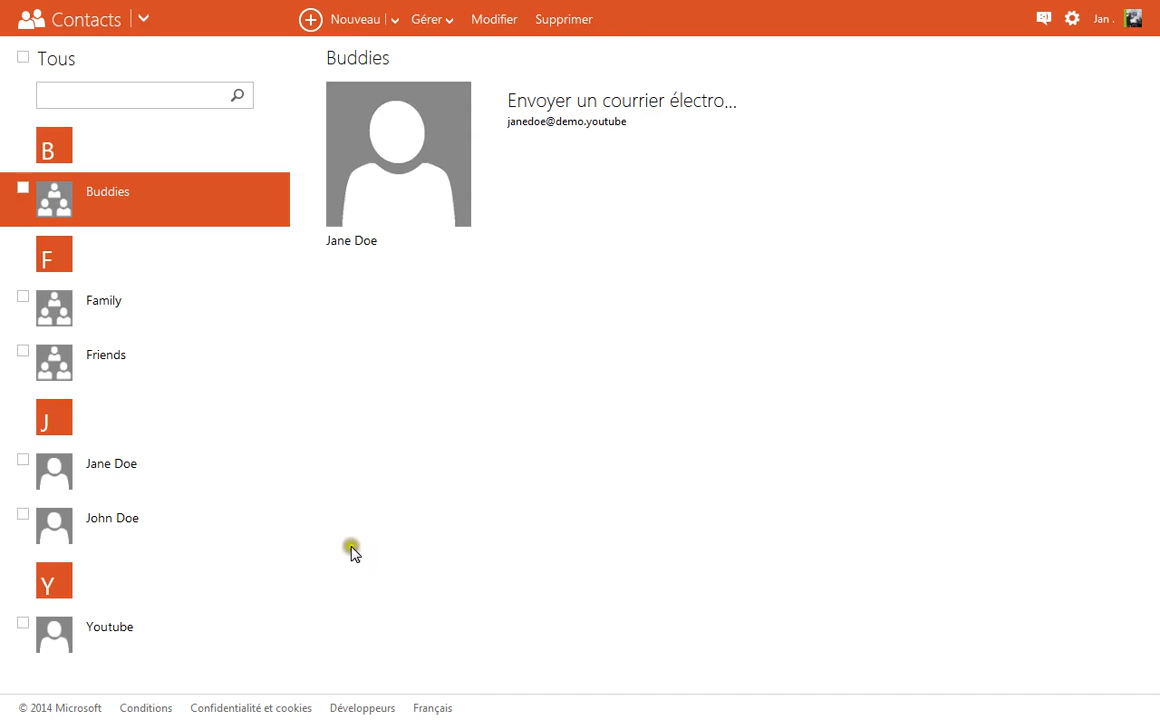 Contacts
Nouveau Gérer Modifier Supprimer
Jan .
Tous
B
Buddies
F
Family
Friends
J
Jane Doe
John Doe
Y
Youtube
Buddies
Jane Doe
Envoyer un courrier électro...
janedoe@demo.youtube
© 2014 Microsoft Conditions Confidentialité et cookies Développeurs Français